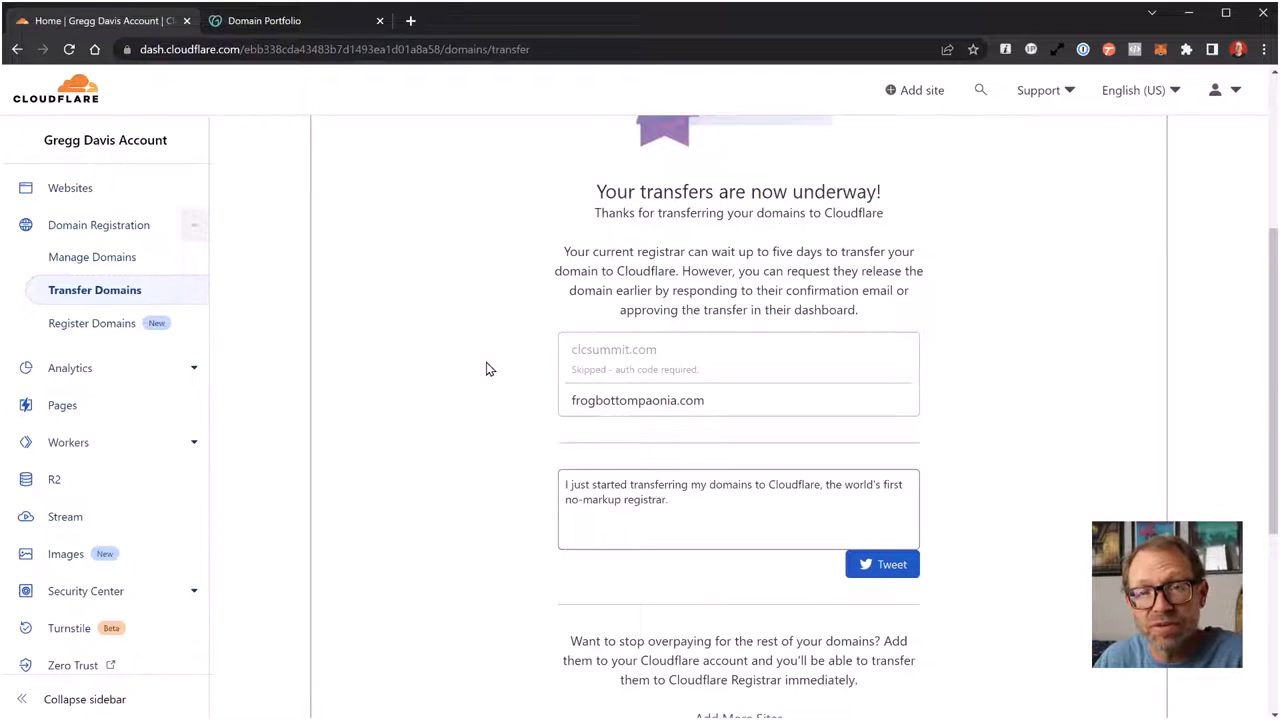 Home | Gregg Davis Account | Cl
Domain Portfolio
dash.cloudflare.com/ebb338cda43483b7d1493ea1d01a8a58/domains/transfer
CLOUDFLARE
Add site
Support
English (US)
Gregg Davis Account
Websites
Domain Registration
Manage Domains
Transfer Domains
Register Domains New
Analytics
Pages
Workers
R2
Stream
Images New
Security Center
Turnstile Beta
Zero Trust
Collapse sidebar
Your transfers are now underway!
Thanks for transferring your domains to Cloudflare
Your current registrar can wait up to five days to transfer your
domain to Cloudflare. However, you can request they release the
domain earlier by responding to their confirmation email or
approving the transfer in their dashboard.
clcsummit.com
Skipped - auth code required.
frogbottompaonia.com
I just started transferring my domains to Cloudflare, the world's first
no-markup registrar.
Tweet
Want to stop overpaying for the rest of your domains? Add
them to your Cloudflare account and you'll be able to transfer
them to Cloudflare Registrar immediately.
Add More Sites